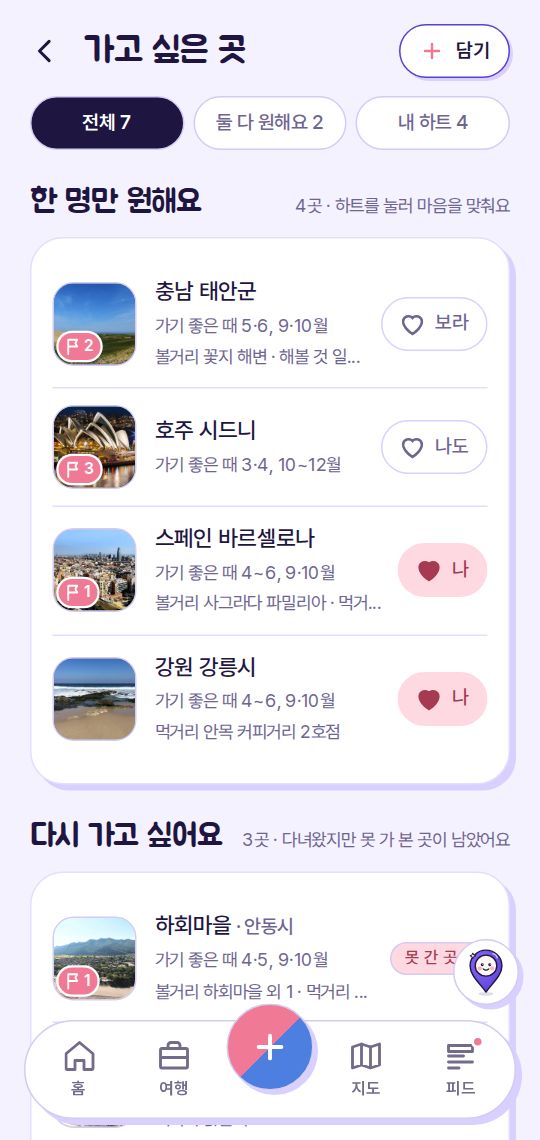 가고 싶은 곳
담기
전체 7
둘 다 원해요 2
내 하트 4
한 명만 원해요
4곳 · 하트를 눌러 마음을 맞춰요
충남 태안군
가기 좋은 때 5·6, 9·10월
볼거리 꽃지 해변 · 해볼 것 일...
2
보라
호주 시드니
가기 좋은 때 3·4, 10~12월
3
나도
스페인 바르셀로나
가기 좋은 때 4~6, 9·10월
볼거리 사그라다 파밀리아 · 먹거...
1
나
강원 강릉시
가기 좋은 때 4~6, 9·10월
먹거리 안목 커피거리 2호점
나
다시 가고 싶어요
3곳 · 다녀왔지만 못 가 본 곳이 남았어요
하회마을 · 안동시
가기 좋은 때 4·5, 9·10월
볼거리 하회마을 외 1 · 먹거리 ...
1
못 간 곳
홈
여행
지도
피드